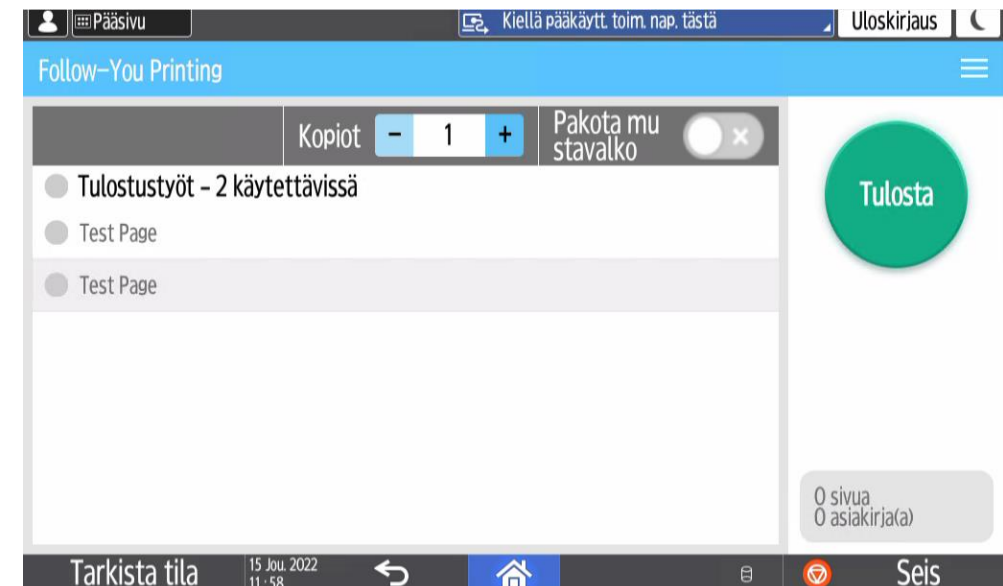 Pääsivu
Kiellä pääkäytt. toim. nap. tästä
Uloskirjaus
Follow-You Printing
Kopiot - 1 +
Pakota mu
stavalko
Tulostustyöt - 2 käytettävissä
Test Page
Test Page
Tulosta
0 sivua
0 asiakirja(a)
Tarkista tila
15 Jou. 2022
11:58
Seis